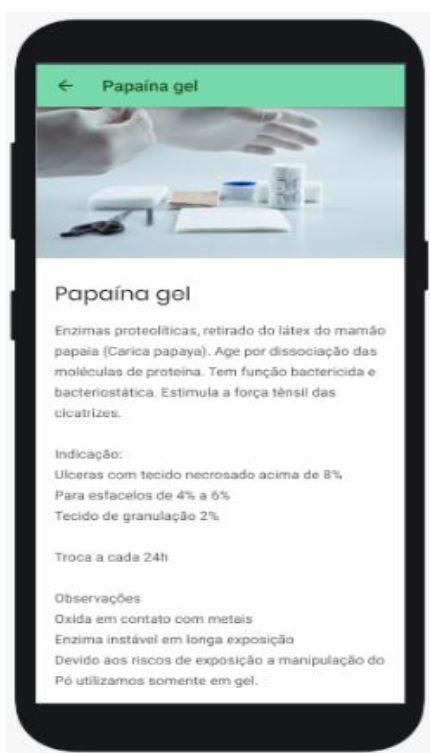 ← Papaína gel
Papaína gel
Enzimas proteolíticas, retirado do látex do mamão
papaia (Carica papaya). Age por dissociação das
moléculas de proteína. Tem função bactericida e
bacteriostática. Estimula a força tênsil das
cicatrizes.
Indicação:
Ulceras com tecido necrosado acima de 8%
Para esfacelos de 4% a 6%
Tecido de granulação 2%
Troca a cada 24h
Observações
Oxida em contato com metais
Enzima instável em longa exposição
Devido aos riscos de exposição a manipulação do
Pó utilizamos somente em gel.